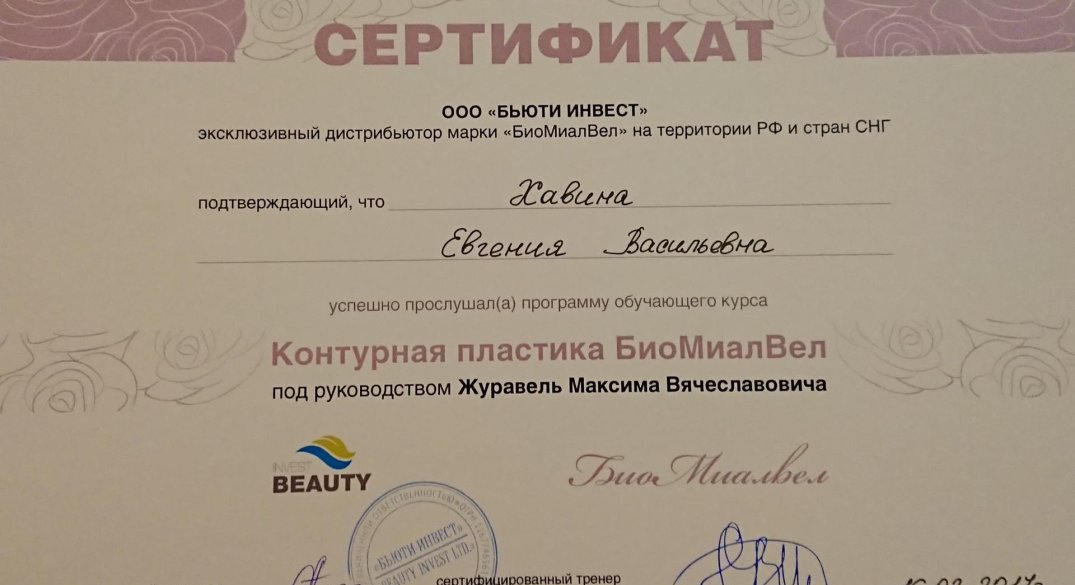 СЕРТИФИКАТ
ООО «БЬЮТИ ИНВЕСТ»
эксклюзивный дистрибьютор марки «БиоМиалВел» на территории РФ и стран СНГ
подтверждающий, что Хавина
Евгения Васильевна
успешно прослушал(а) программу обучающего курса
Контурная пластика БиоМиалВел
под руководством Журавель Максима Вячеславовича
INVEST
BEAUTY
БиоМиалвел
ОТВЕТСТВЕННОСТЬЮ
«БЬЮТИ ИНВЕСТ»
BEAUTY INVEST LTD.»
сертифицированный тренер